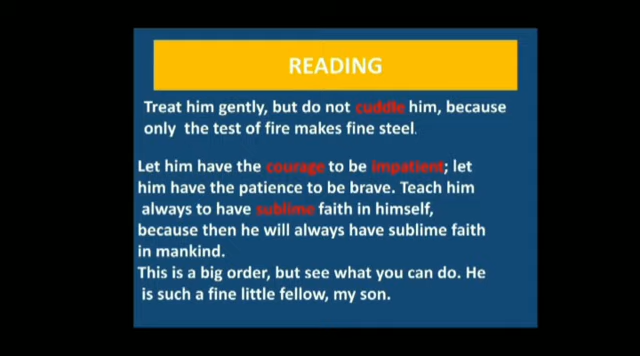 READING
Treat him gently, but do not cuddle him, because
only the test of fire makes fine steel.
Let him have the courage to be impatient; let
him have the patience to be brave. Teach him
always to have sublime faith in himself,
because then he will always have sublime faith
in mankind.
This is a big order, but see what you can do. He
is such a fine little fellow, my son.